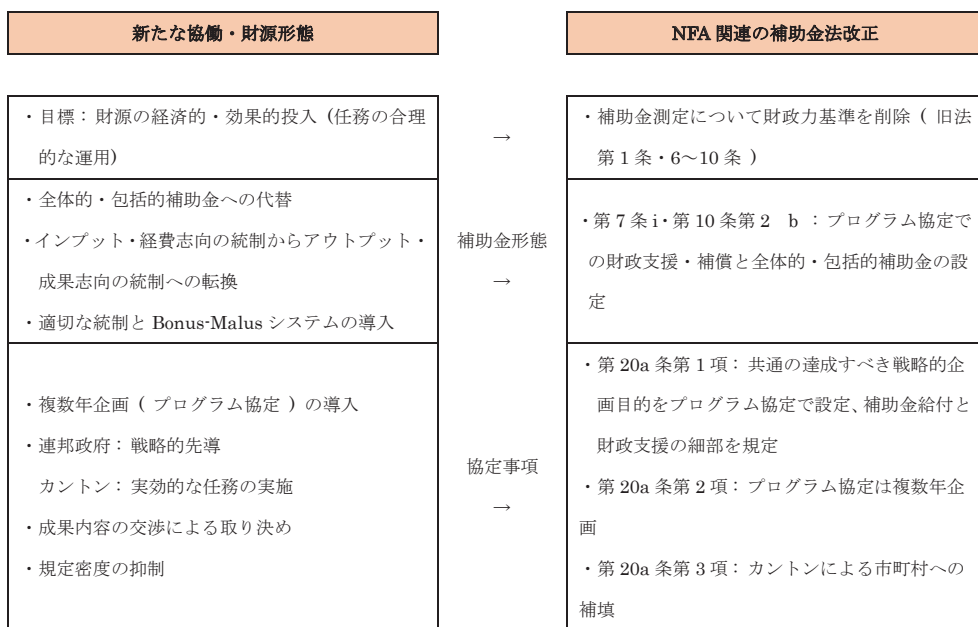 新たな協働・財源形態
NFA 関連の補助金法改正
・目標：財源の経済的・効果的投入 (任務の合理
的な運用)
→
・補助金測定について財政力基準を削除 ( 旧法
第 1 条・6～10 条 )
・全体的・包括的補助金への代替
・インプット・経費志向の統制からアウトプット・
成果志向の統制への転換
・適切な統制と Bonus-Malus システムの導入
補助金形態
→
・第 7 条 i・第 10 条第 2 b ：プログラム協定で
の財政支援・補償と全体的・包括的補助金の設
定
・複数年企画 ( プログラム協定 ) の導入
・連邦政府：戦略的先導
カントン：実効的な任務の実施
・成果内容の交渉による取り決め
・規定密度の抑制
協定事項
→
・第 20a 条第 1 項：共通の達成すべき戦略的企
画目的をプログラム協定で設定、補助金給付と
財政支援の細部を規定
・第 20a 条第 2 項：プログラム協定は複数年企
画
・第 20a 条第 3 項：カントンによる市町村への
補填